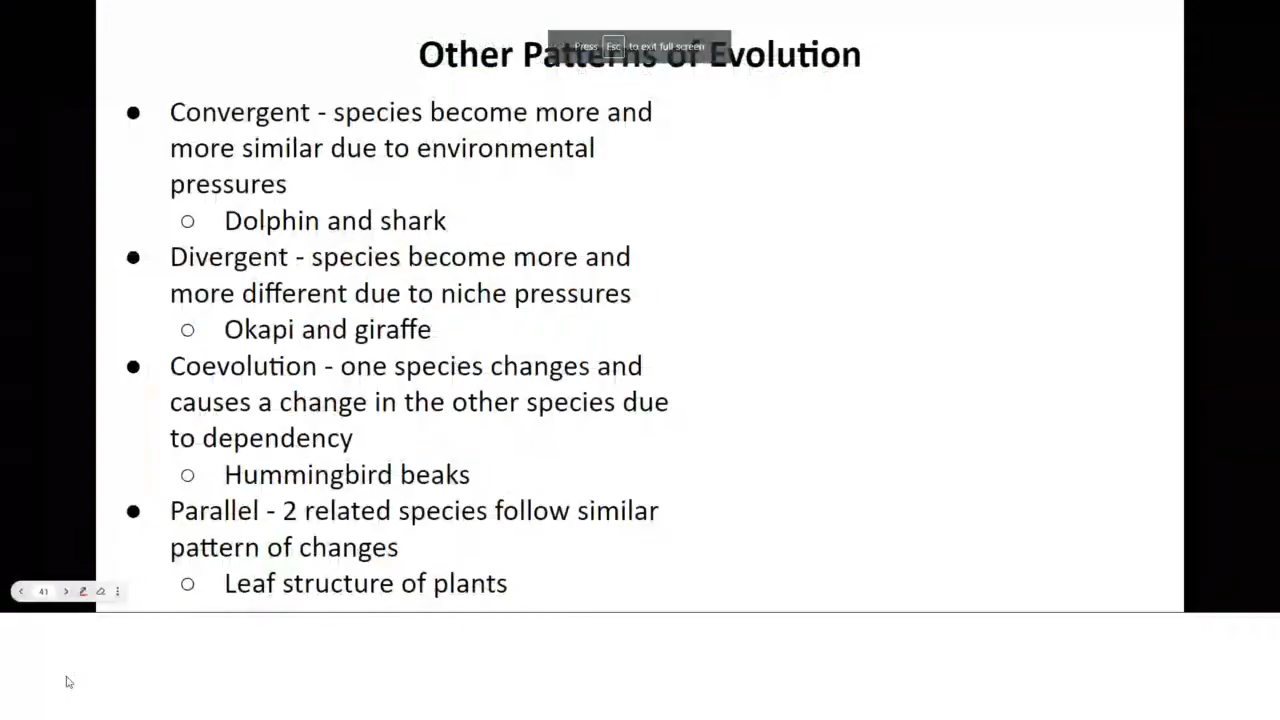 Other Patterns of Evolution
Press Esc to exit full screen
● Convergent - species become more and
more similar due to environmental
pressures
○ Dolphin and shark
● Divergent - species become more and
more different due to niche pressures
○ Okapi and giraffe
● Coevolution - one species changes and
causes a change in the other species due
to dependency
○ Hummingbird beaks
● Parallel - 2 related species follow similar
pattern of changes
○ Leaf structure of plants
41